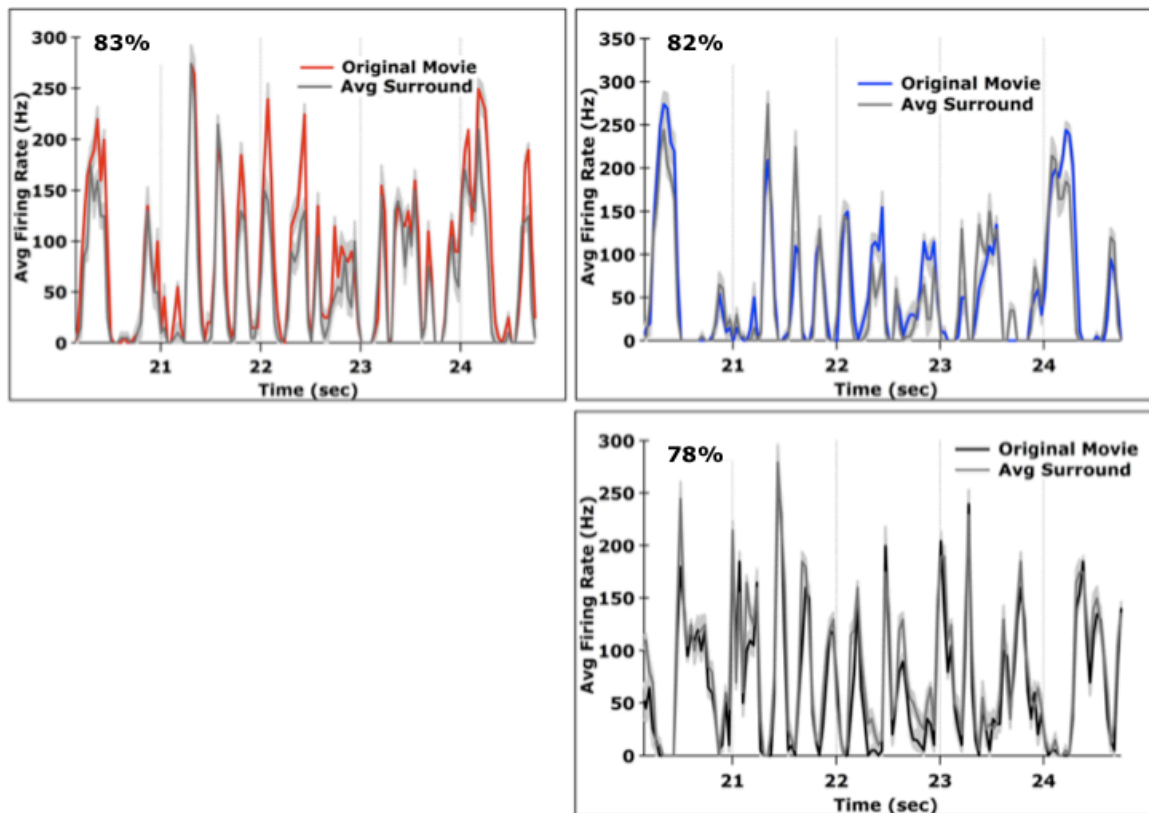 83%
Original Movie
Avg Surround
300
250
200
150
100
50
0
Avg Firing Rate (Hz)
21 22 23 24
Time (sec)
82%
Original Movie
Avg Surround
350
300
250
200
150
100
50
0
Avg Firing Rate (Hz)
21 22 23 24
Time (sec)
78%
Original Movie
Avg Surround
300
250
200
150
100
50
0
Avg Firing Rate (Hz)
21 22 23 24
Time (sec)